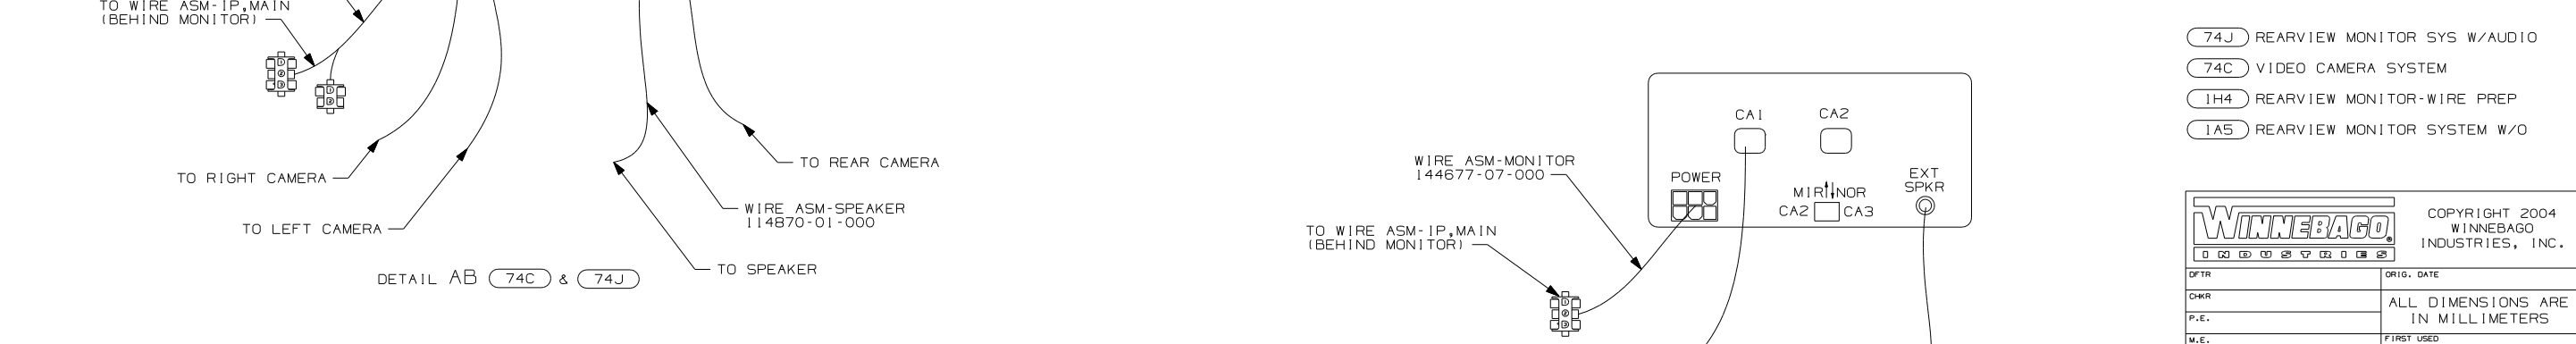 TO WIRE ASM-IP,MAIN
(BEHIND MONITOR)
TO RIGHT CAMERA
TO LEFT CAMERA
TO REAR CAMERA
WIRE ASM-SPEAKER
114870-01-000
TO SPEAKER
DETAIL AB 74C & 74J
CA1
CA2
WIRE ASM-MONITOR
144677-07-000
POWER
MIR NOR
CA2 CA3
EXT
SPKR
TO WIRE ASM-IP,MAIN
(BEHIND MONITOR)
74J REARVIEW MONITOR SYS W/AUDIO
74C VIDEO CAMERA SYSTEM
1H4 REARVIEW MONITOR-WIRE PREP
1A5 REARVIEW MONITOR SYSTEM W/O
WINNEBAGO®
INDUSTRIES
COPYRIGHT 2004
WINNEBAGO
INDUSTRIES, INC.
DFTR
ORIG. DATE
CHKR
ALL DIMENSIONS ARE
IN MILLIMETERS
P.E.
M.E.
FIRST USED